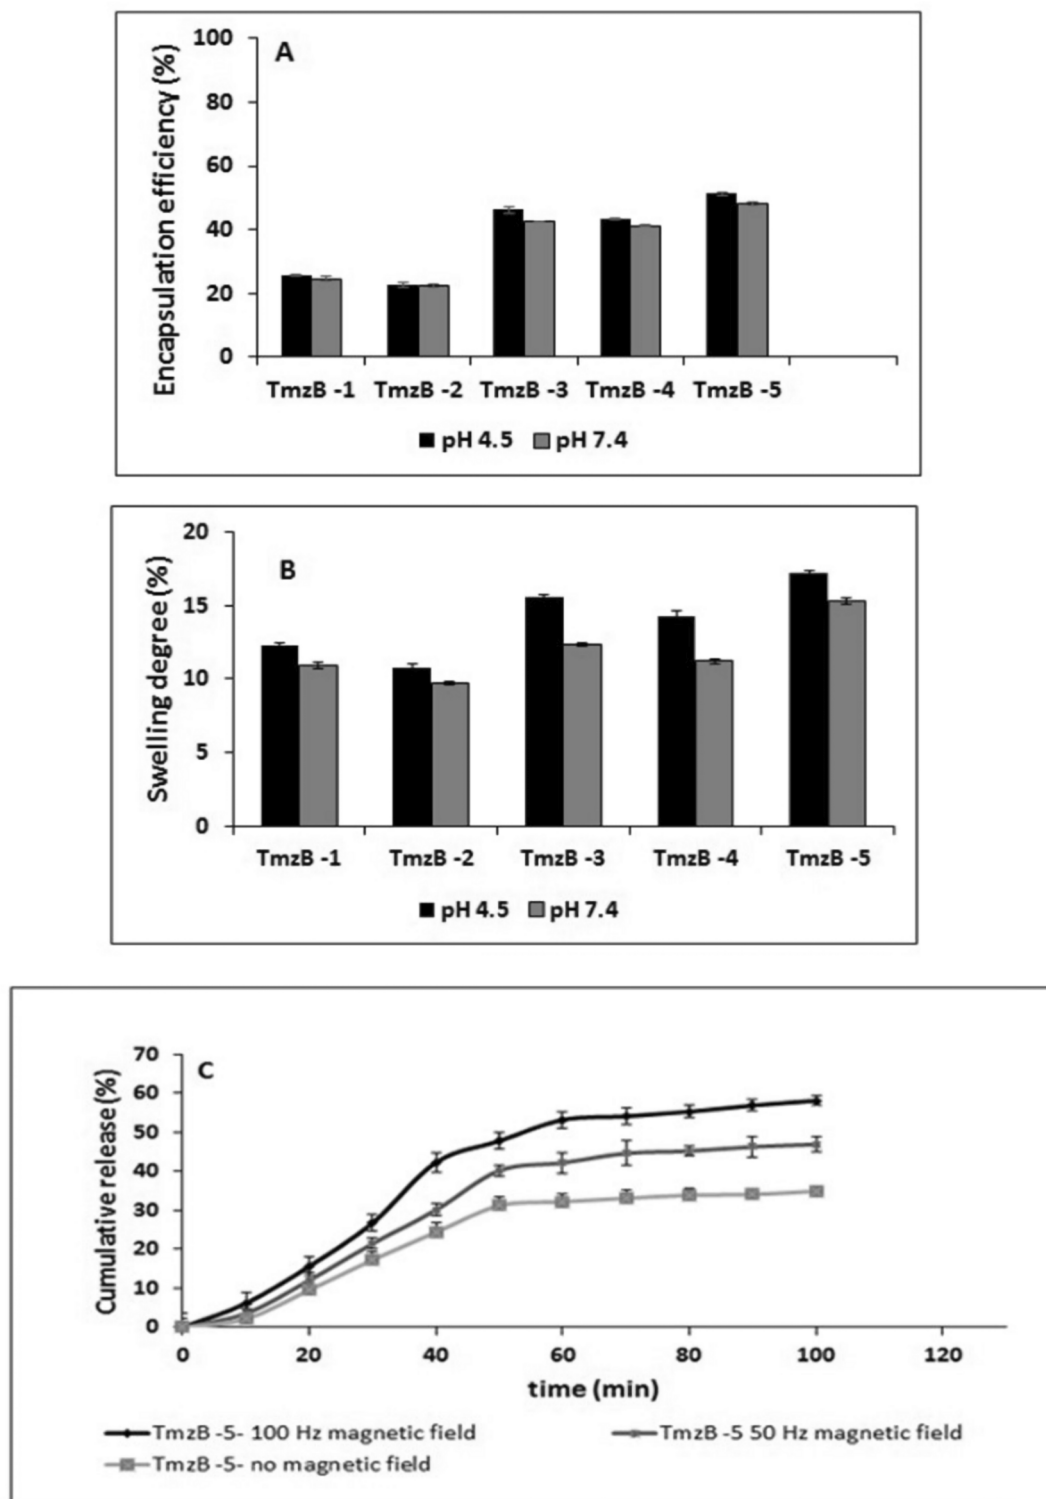 A
Encapsulation efficiency (%)
100
80
60
40
20
0
TmzB -1 TmzB -2 TmzB -3 TmzB -4 TmzB -5
pH 4.5 pH 7.4
B
Swelling degree (%)
20
15
10
5
0
TmzB -1 TmzB -2 TmzB -3 TmzB -4 TmzB -5
pH 4.5 pH 7.4
C
Cumulative release (%)
70
60
50
40
30
20
10
0
0 20 40 60 80 100 120
time (min)
TmzB -5- 100 Hz magnetic field TmzB -5 50 Hz magnetic field
TmzB -5- no magnetic field